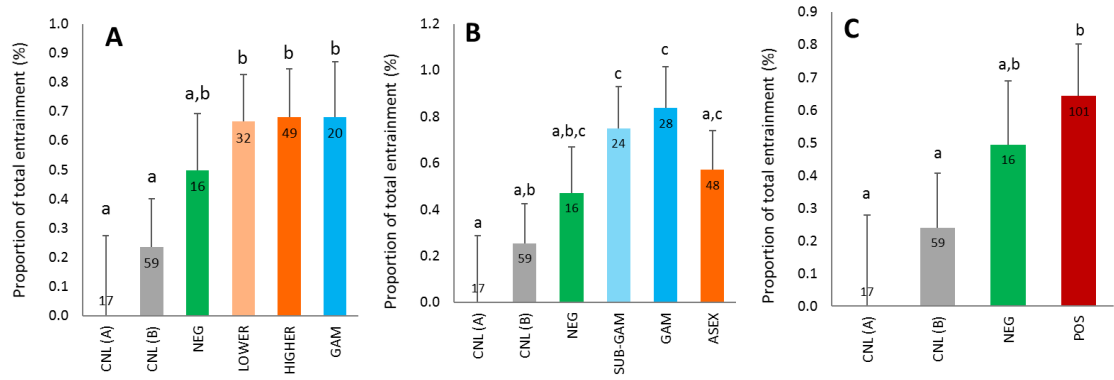 A
Proportion of total entrainment (%)
1.0
0.9
0.8
0.7
0.6
0.5
0.4
0.3
0.2
0.1
0.0
a
a
a,b
b
b
b
17
59
16
32
49
20
CNL (A)
CNL (B)
NEG
LOWER
HIGHER
GAM
B
Proportion of total entrainment (%)
1.2
1.0
0.8
0.6
0.4
0.2
0.0
a
a,b
a,b,c
c
c
a,c
17
59
16
24
28
48
CNL (A)
CNL (B)
NEG
SUB-GAM
GAM
ASEX
C
Proportion of total entrainment (%)
0.9
0.8
0.7
0.6
0.5
0.4
0.3
0.2
0.1
0.0
a
a
a,b
b
17
59
16
101
CNL (A)
CNL (B)
NEG
POS